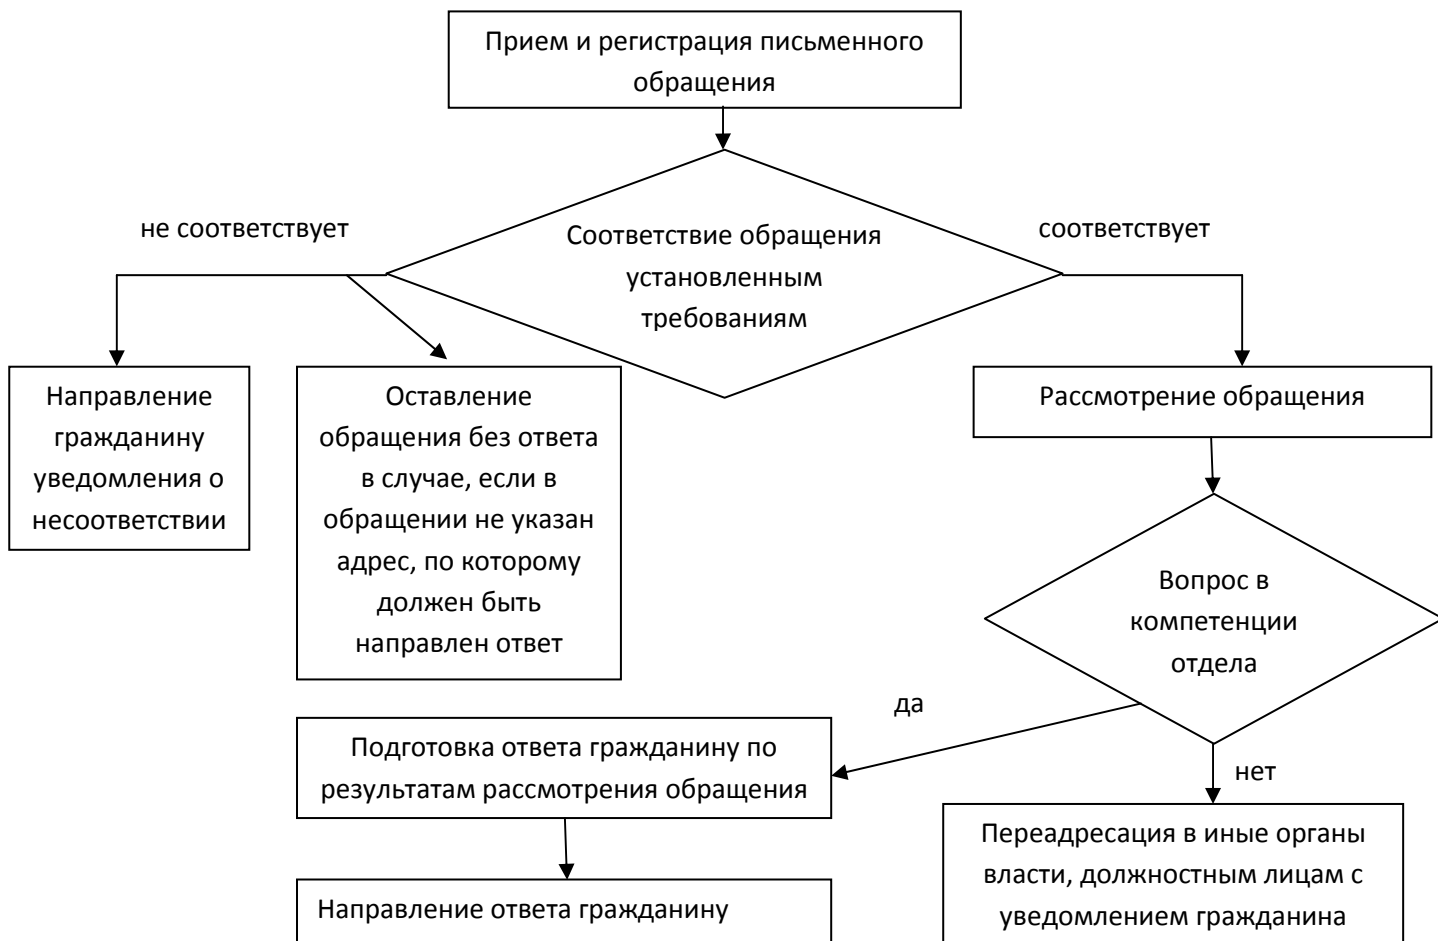 Прием и регистрация письменного
обращения
не соответствует
Соответствие обращения
установленным
требованиям
соответствует
Направление
гражданину
уведомления о
несоответствии
Оставление
обращения без ответа
в случае, если в
обращении не указан
адрес, по которому
должен быть
направлен ответ
Рассмотрение обращения
Вопрос в
компетенции
отдела
да
нет
Подготовка ответа гражданину по
результатам рассмотрения обращения
Переадресация в иные органы
власти, должностным лицам с
уведомлением гражданина
Направление ответа гражданину